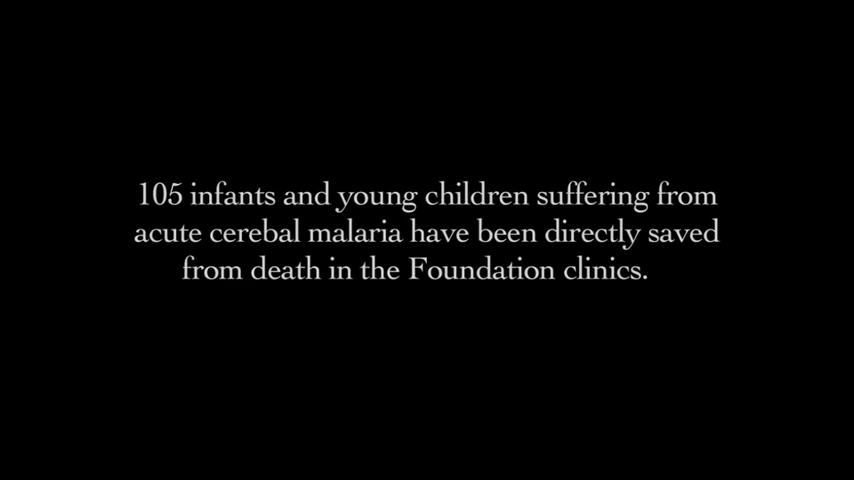 105 infants and young children suffering from
acute cerebal malaria have been directly saved
from death in the Foundation clinics.